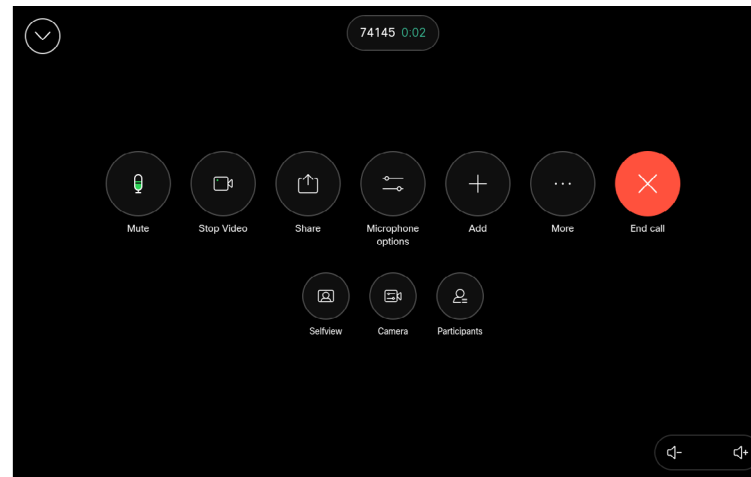 74145 0:02
Mute
Stop Video
Share
Microphone
options
Add
More
End call
Selfview
Camera
Participants